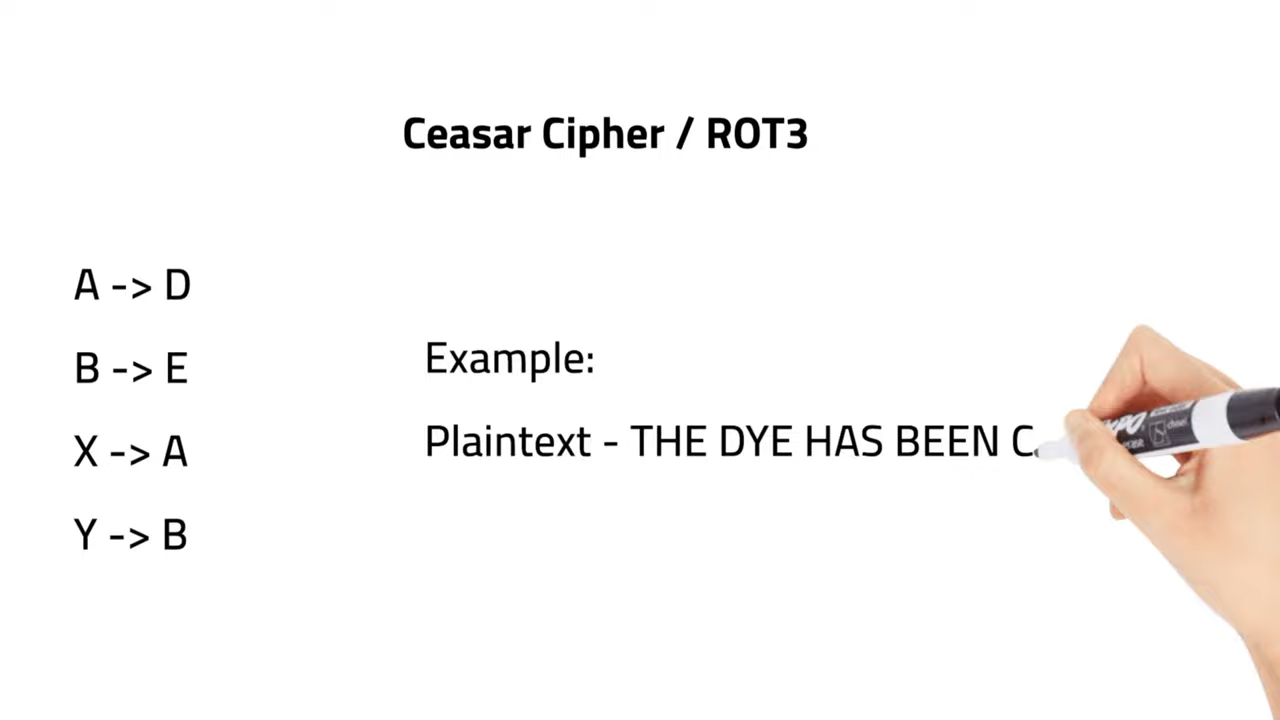 Ceasar Cipher / ROT3
A -> D
B -> E
X -> A
Y -> B
Example:
Plaintext - THE DYE HAS BEEN C